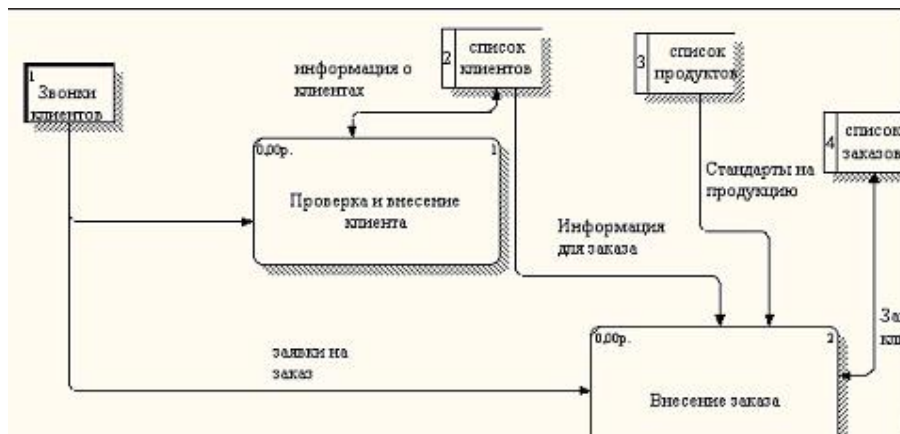 1
Звонки
клиентов
информация о
клиентах
2
список
клиентов
3
список
продуктов
4
список
заказов
0,00р.
1
Проверка и внесение
клиента
Стандарты на
продукцию
Информация
для заказа
заявки на
заказ
0,00р.
2
Внесение заказа